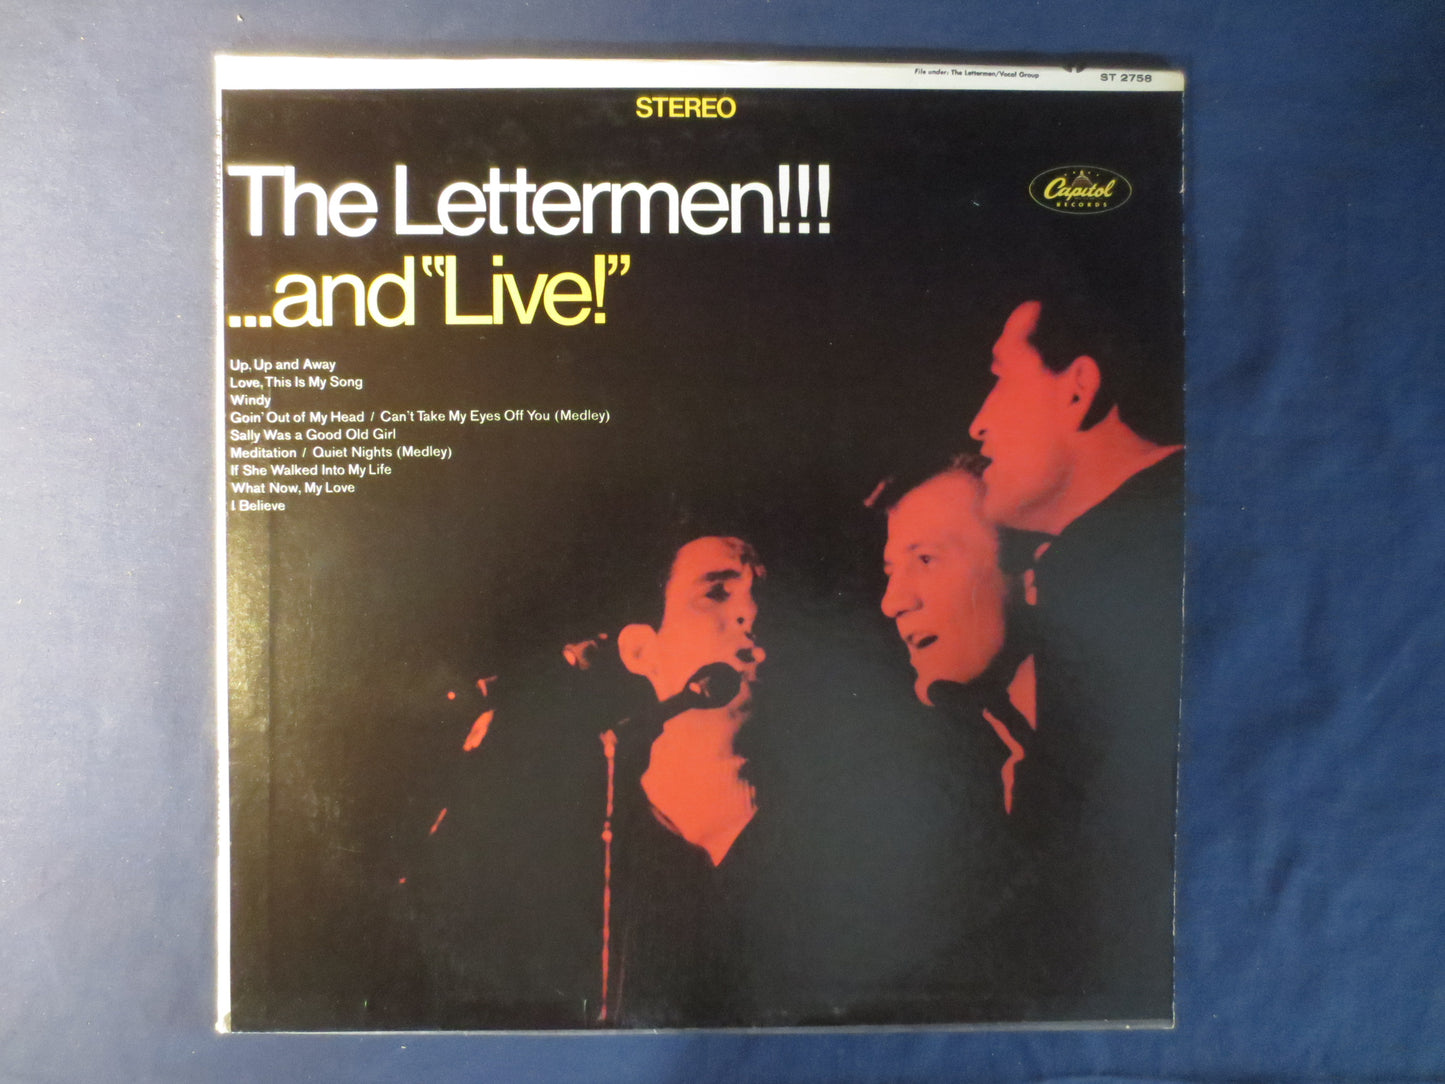 File under: The Lettermen/Vocal Group
ST 2758
STEREO
The Lettermen!!!
...and "Live!"
Capitol
RECORDS
Up, Up and Away
Love, This Is My Song
Windy
Goin' Out of My Head / Can't Take My Eyes Off You (Medley)
Sally Was a Good Old Girl
Meditation / Quiet Nights (Medley)
If She Walked Into My Life
What Now, My Love
I Believe